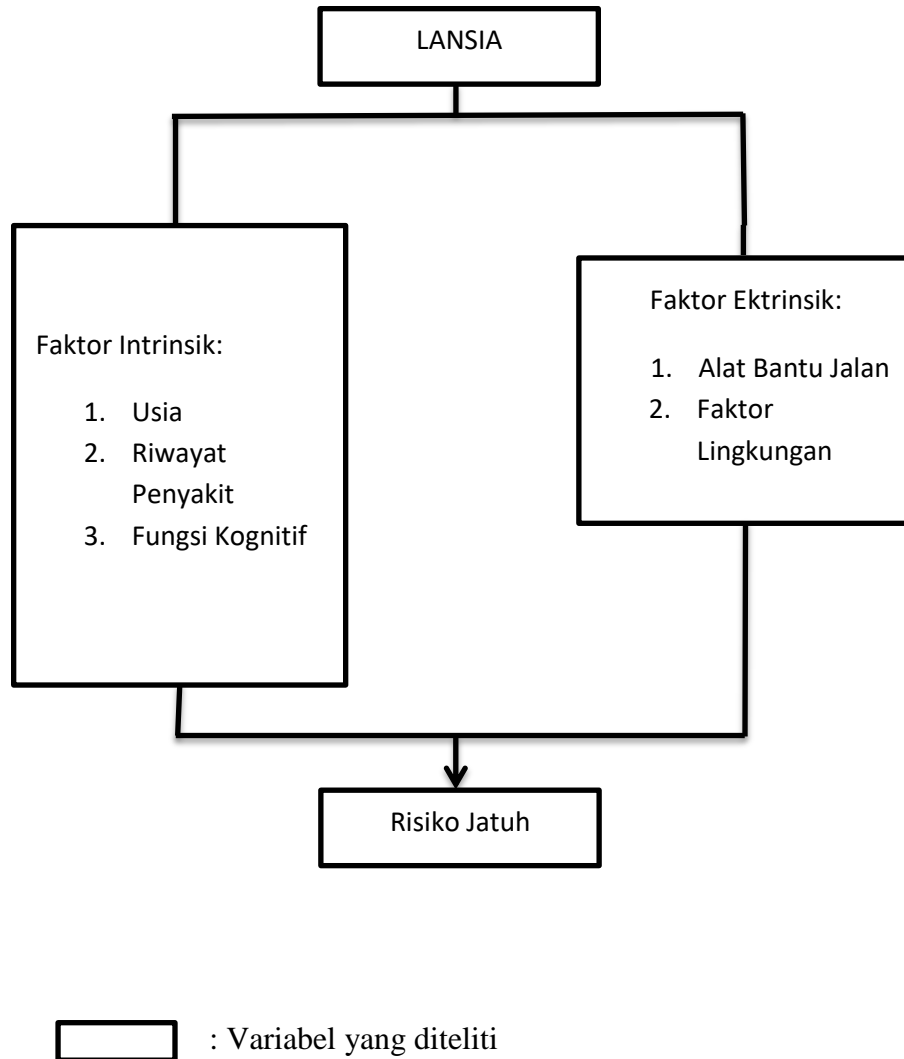 LANSIA
Faktor Intrinsik:
1. Usia
2. Riwayat
Penyakit
3. Fungsi Kognitif
Faktor Ektrinsik:
1. Alat Bantu Jalan
2. Faktor
Lingkungan
Risiko Jatuh
: Variabel yang diteliti